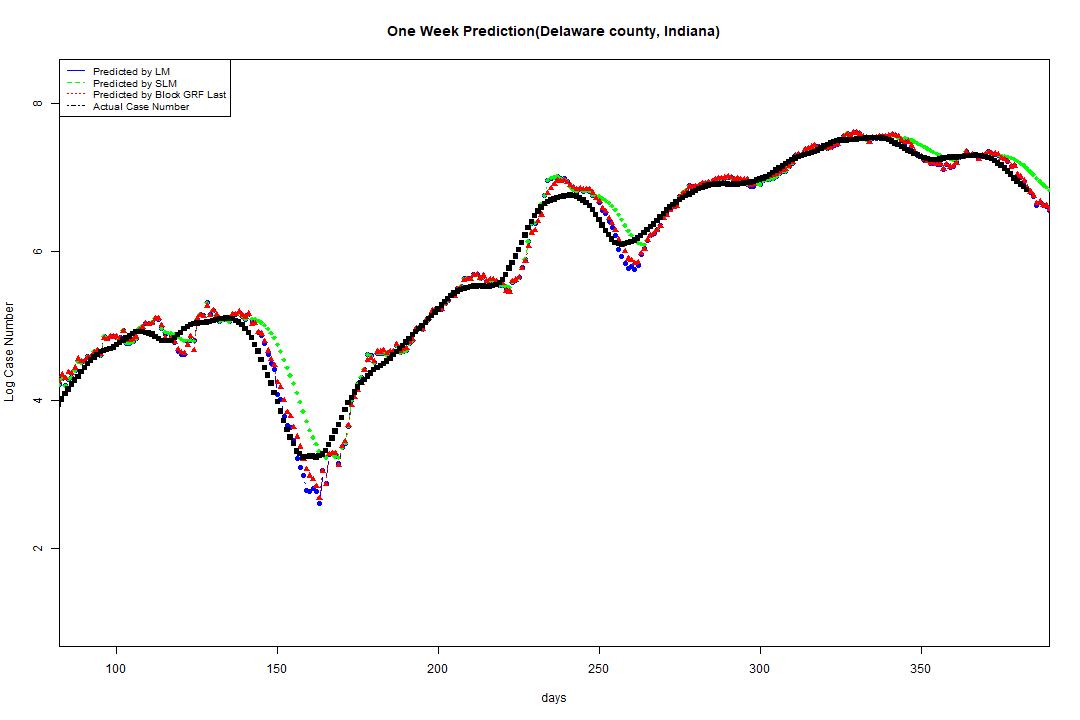 One Week Prediction(Delaware county, Indiana)
Predicted by LM
Predicted by SLM
Predicted by Block GRF Last
Actual Case Number
Log Case Number
8
6
4
2
100 150 200 250 300 350
days